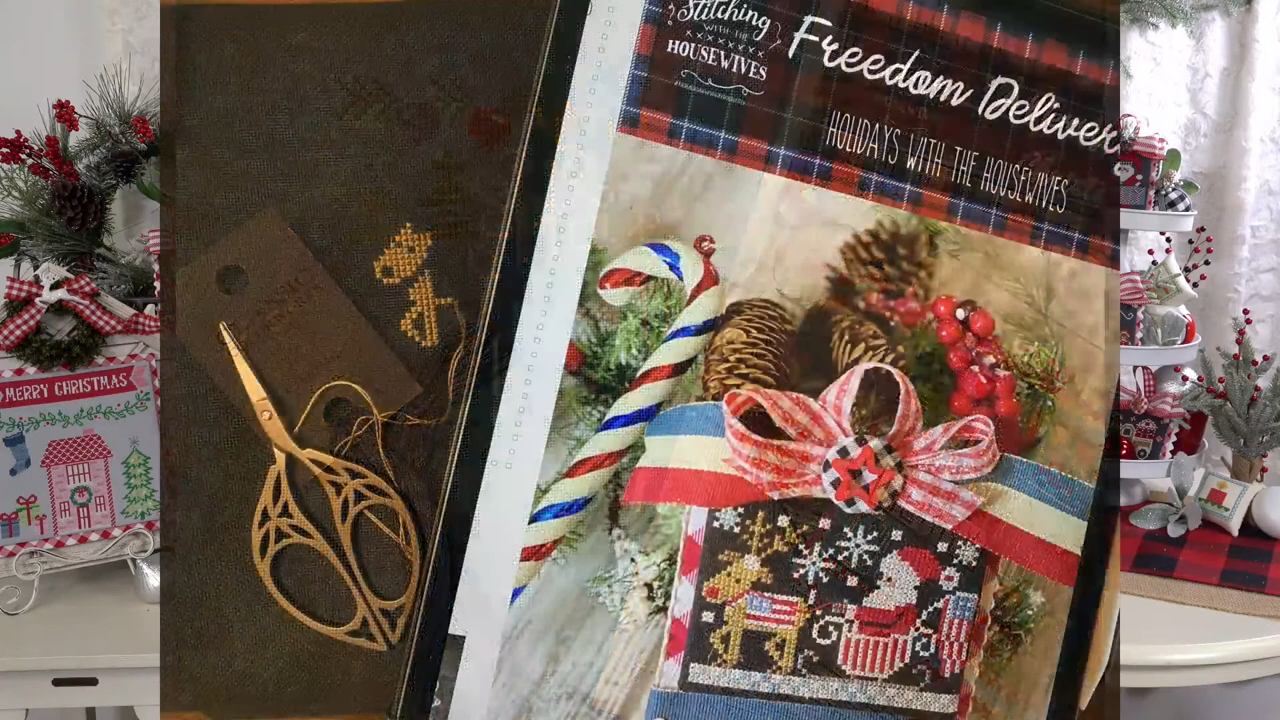 Stitching
WITH THE
HOUSEWIVES
Freedom Deliver
HOLIDAYS WITH THE HOUSEWIVES
MERRY CHRISTMAS